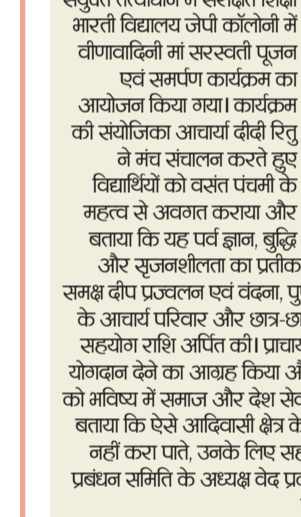 संयुक्त तत्वावधान में सरोजित शिक्षा
भारती विद्यालय जेपी कॉलोनी में
वीणावादिनी मां सरस्वती पूजन
एवं समर्पण कार्यक्रम का
आयोजन किया गया। कार्यक्रम
की संयोजिका आचार्या दीदी रितु
ने मंच संचालन करते हुए
विद्यार्थियों को वसंत पंचमी के
महत्व से अवगत कराया और
बताया कि यह पर्व ज्ञान, बुद्धि
और सृजनशीलता का प्रतीक
समक्ष दीप प्रज्वलन एवं वंदना, पु
के आचार्य परिवार और छात्र-छा
सहयोग राशि अर्पित की। प्राचार
योगदान देने का आग्रह किया अ
को भविष्य में समाज और देश सेव
बताया कि ऐसे आदिवासी क्षेत्र के
नहीं करा पाते, उनके लिए सह
प्रबंधन समिति के अध्यक्ष वेद प्र